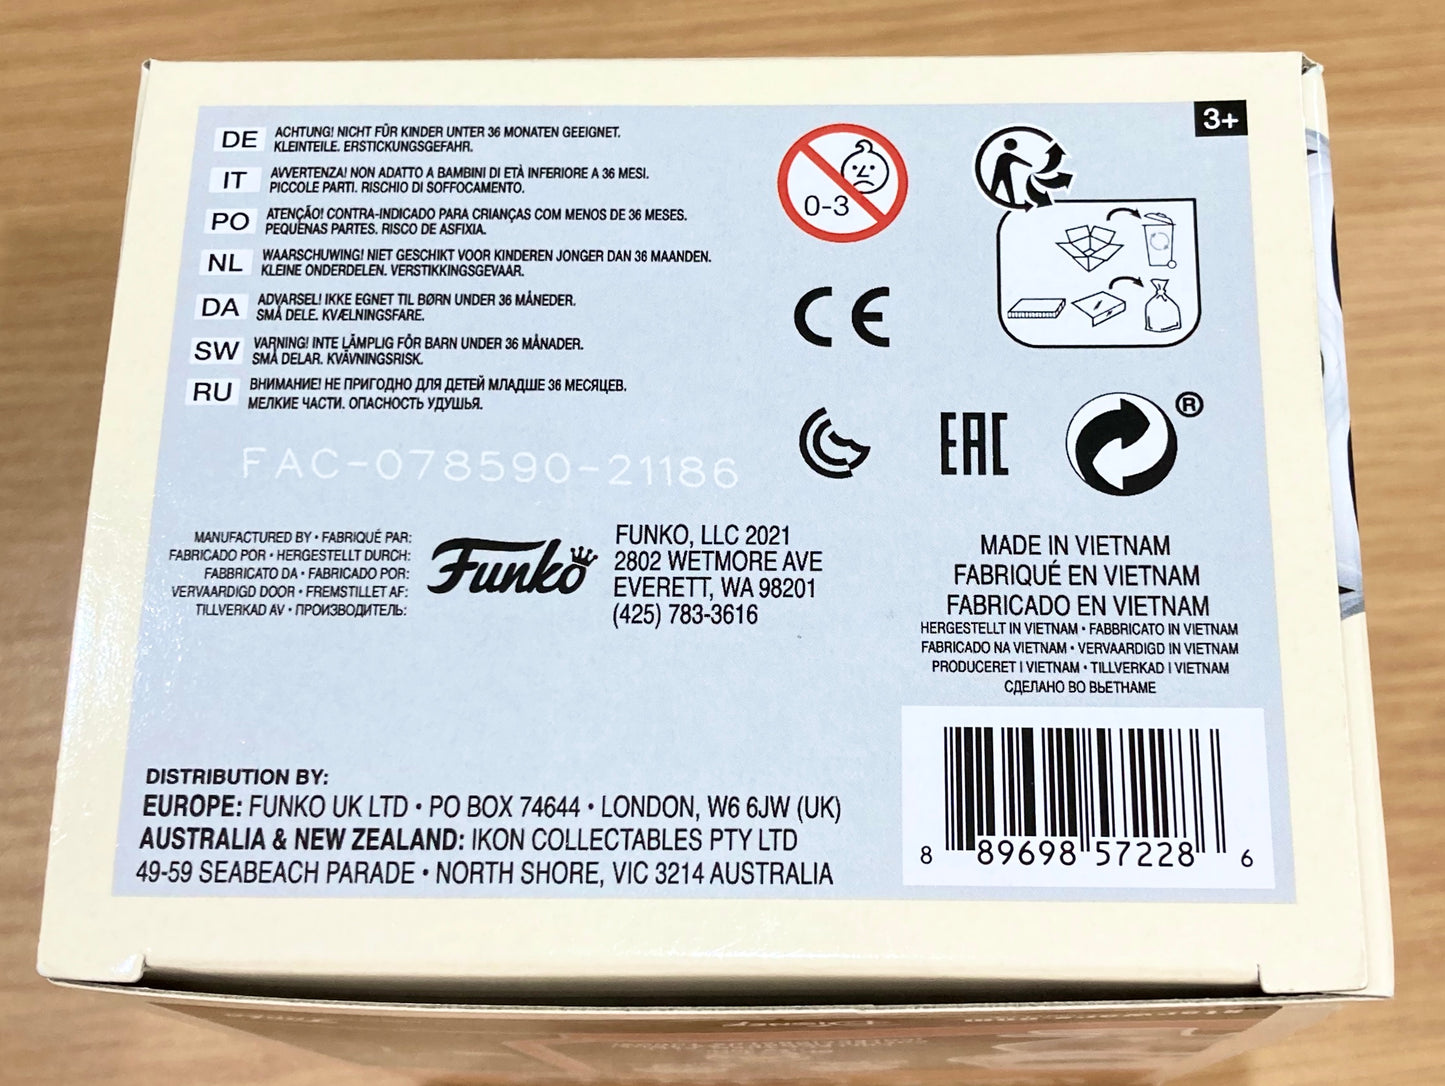 3+
DE ACHTUNG! NICHT FÜR KINDER UNTER 36 MONATEN GEEIGNET.
KLEINTEILE. ERSTICKUNGSGEFAHR.
IT AVVERTENZA! NON ADATTO A BAMBINI DI ETÀ INFERIORE A 36 MESI.
PICCOLE PARTI. RISCHIO DI SOFFOCAMENTO.
PO ATENÇÃO! CONTRA-INDICADO PARA CRIANÇAS COM MENOS DE 36 MESES.
PEQUENAS PARTES. RISCO DE ASFIXIA.
NL WAARSCHUWING! NIET GESCHIKT VOOR KINDEREN JONGER DAN 36 MAANDEN.
KLEINE ONDERDELEN. VERSTIKKINGSGEVAAR.
DA ADVARSEL! IKKE EGNET TIL BØRN UNDER 36 MÅNEDER.
SMÅ DELE. KVÆLNINGSFARE.
SW VARNING! INTE LÄMPLIG FÖR BARN UNDER 36 MÅNADER.
SMÅ DELAR. KVÄVNINGSRISK.
RU ВНИМАНИЕ! НЕ ПРИГОДНО ДЛЯ ДЕТЕЙ МЛАДШЕ 36 МЕСЯЦЕВ.
МЕЛКИЕ ЧАСТИ. ОПАСНОСТЬ УДУШЬЯ.
0-3
CE
EAC
®
FAC-078590-21186
MANUFACTURED BY • FABRIQUÉ PAR:
FABRICADO POR • HERGESTELLT DURCH:
FABBRICATO DA • FABRICADO POR:
VERVAARDIGD DOOR • FREMSTILLET AF:
TILLVERKAD AV • ПРОИЗВОДИТЕЛЬ:
Funko
FUNKO, LLC 2021
2802 WETMORE AVE
EVERETT, WA 98201
(425) 783-3616
MADE IN VIETNAM
FABRIQUÉ EN VIETNAM
FABRICADO EN VIETNAM
HERGESTELLT IN VIETNAM • FABBRICATO IN VIETNAM
FABRICADO NA VIETNAM • VERVAARDIGD IN VIETNAM
PRODUCERET I VIETNAM • TILLVERKAD I VIETNAM
СДЕЛАНО ВО ВЬЕТНАМЕ
DISTRIBUTION BY:
EUROPE: FUNKO UK LTD • PO BOX 74644 • LONDON, W6 6JW (UK)
AUSTRALIA & NEW ZEALAND: IKON COLLECTABLES PTY LTD
49-59 SEABEACH PARADE • NORTH SHORE, VIC 3214 AUSTRALIA
8 89698 57228 6